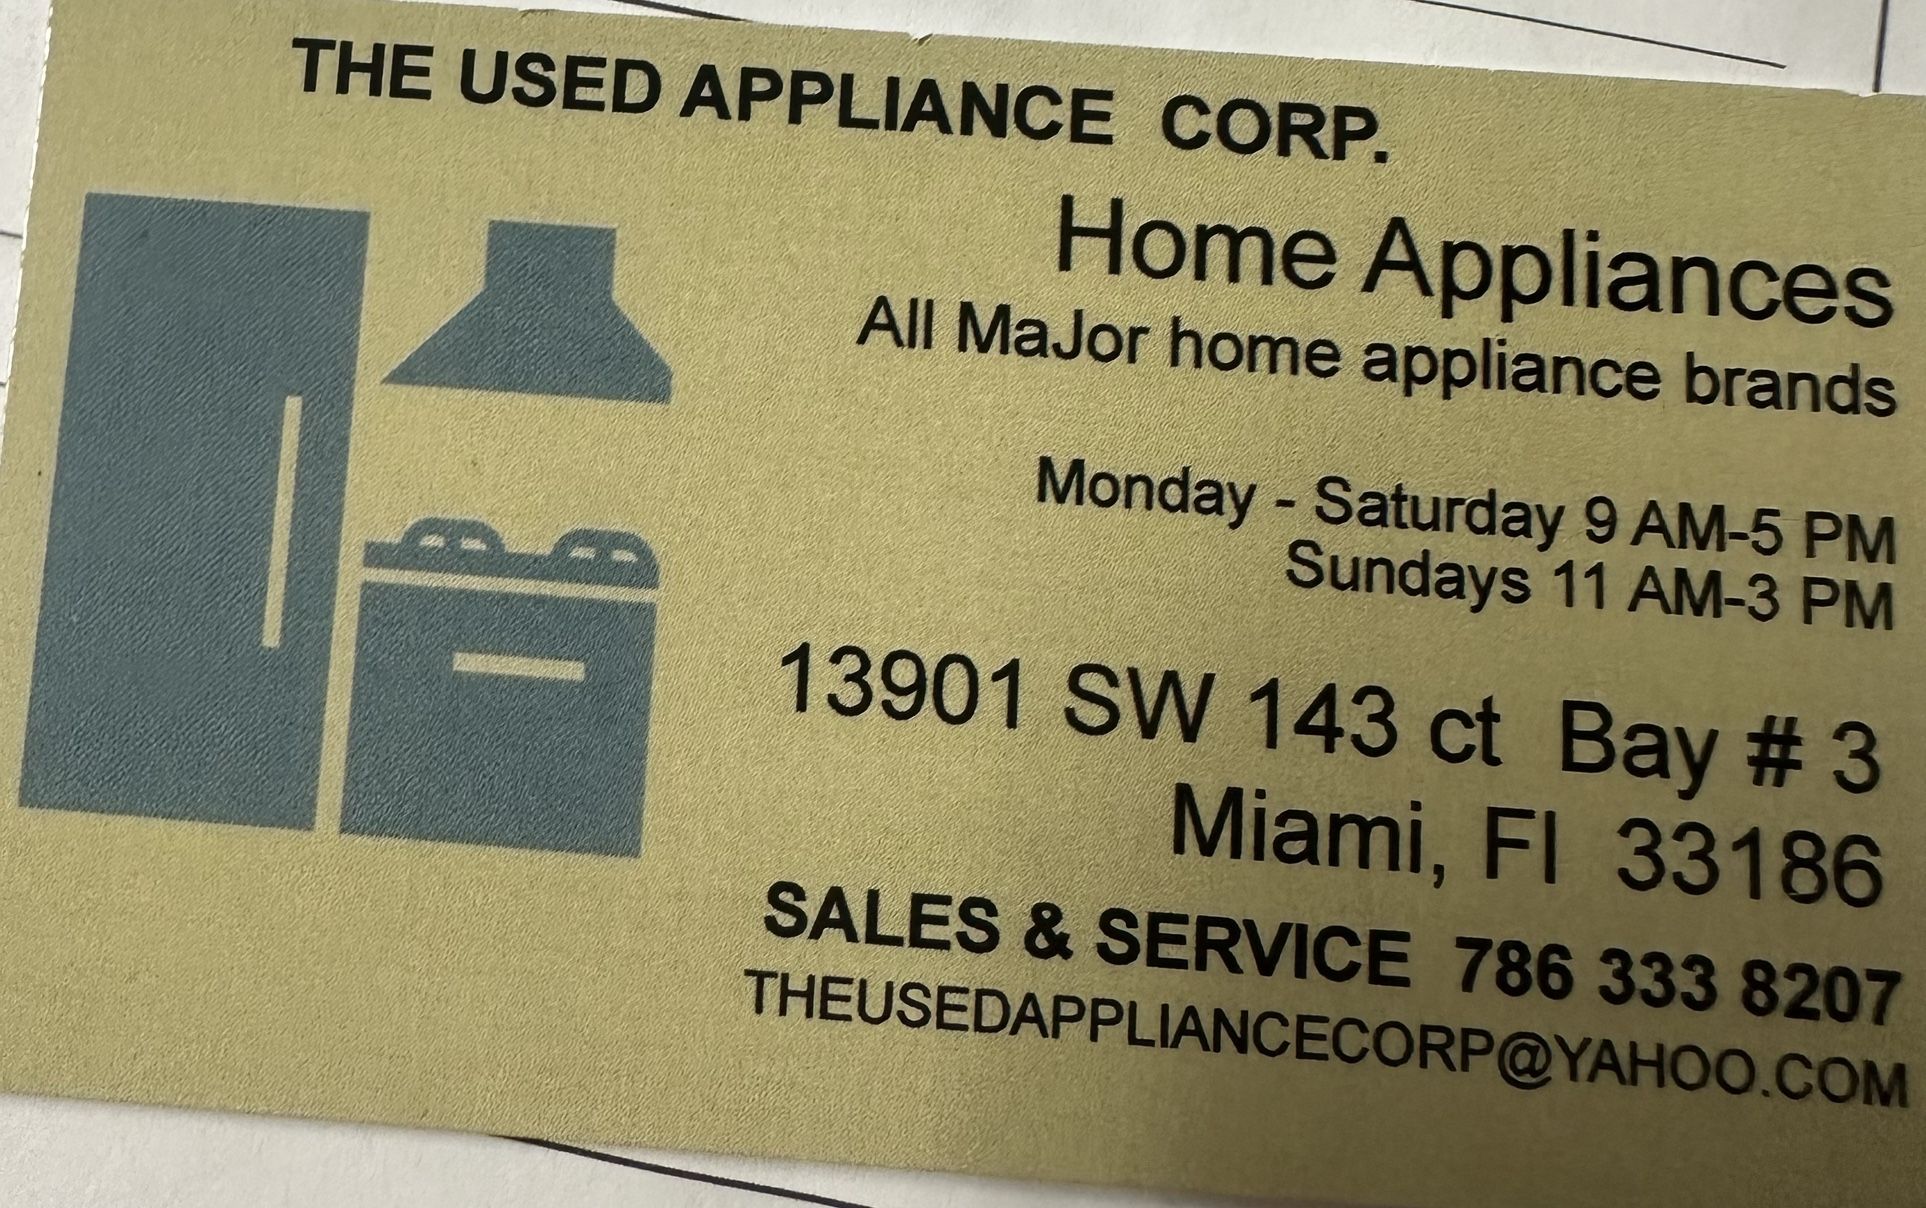 THE USED APPLIANCE CORP.
Home Appliances
All MaJor home appliance brands
Monday - Saturday 9 AM-5 PM
Sundays 11 AM-3 PM
13901 SW 143 ct Bay # 3
Miami, Fl 33186
SALES & SERVICE 786 333 8207
THEUSEDAPPLIANCECORP@YAHOO.COM